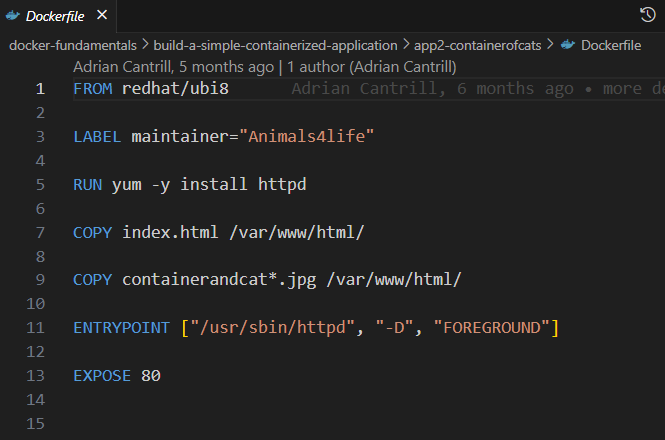 Dockerfile
docker-fundamentals > build-a-simple-containerized-application > app2-containerofcats > Dockerfile
Adrian Cantrill, 5 months ago | 1 author (Adrian Cantrill)
1 FROM redhat/ubi8 Adrian Cantrill, 6 months ago • more de
2
3 LABEL maintainer="Animals4life"
4
5 RUN yum -y install httpd
6
7 COPY index.html /var/www/html/
8
9 COPY containerandcat*.jpg /var/www/html/
10
11 ENTRYPOINT ["/usr/sbin/httpd", "-D", "FOREGROUND"]
12
13 EXPOSE 80
14
15